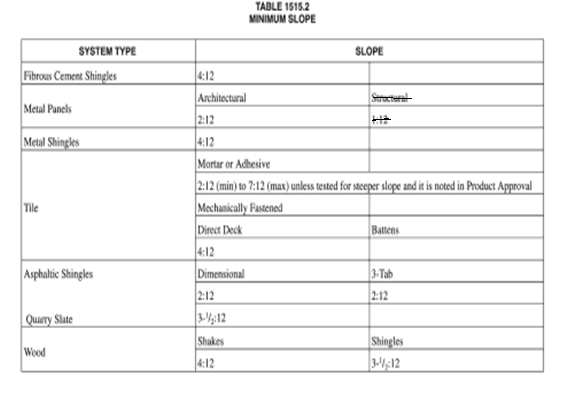 TABLE 1515.2
MINIMUM SLOPE
SYSTEM TYPE SLOPE
Fibrous Cement Shingles 4:12
Metal Panels
Architectural Structural
2:12 1:12
Metal Shingles 4:12
Tile
Mortar or Adhesive
2:12 (min) to 7:12 (max) unless tested for steeper slope and it is noted in Product Approval
Mechanically Fastened
Direct Deck Battens
4:12
Asphaltic Shingles Dimensional 3-Tab
2:12 2:12
Quarry Slate 3-1/2:12
Wood
Shakes Shingles
4:12 3-1/2:12